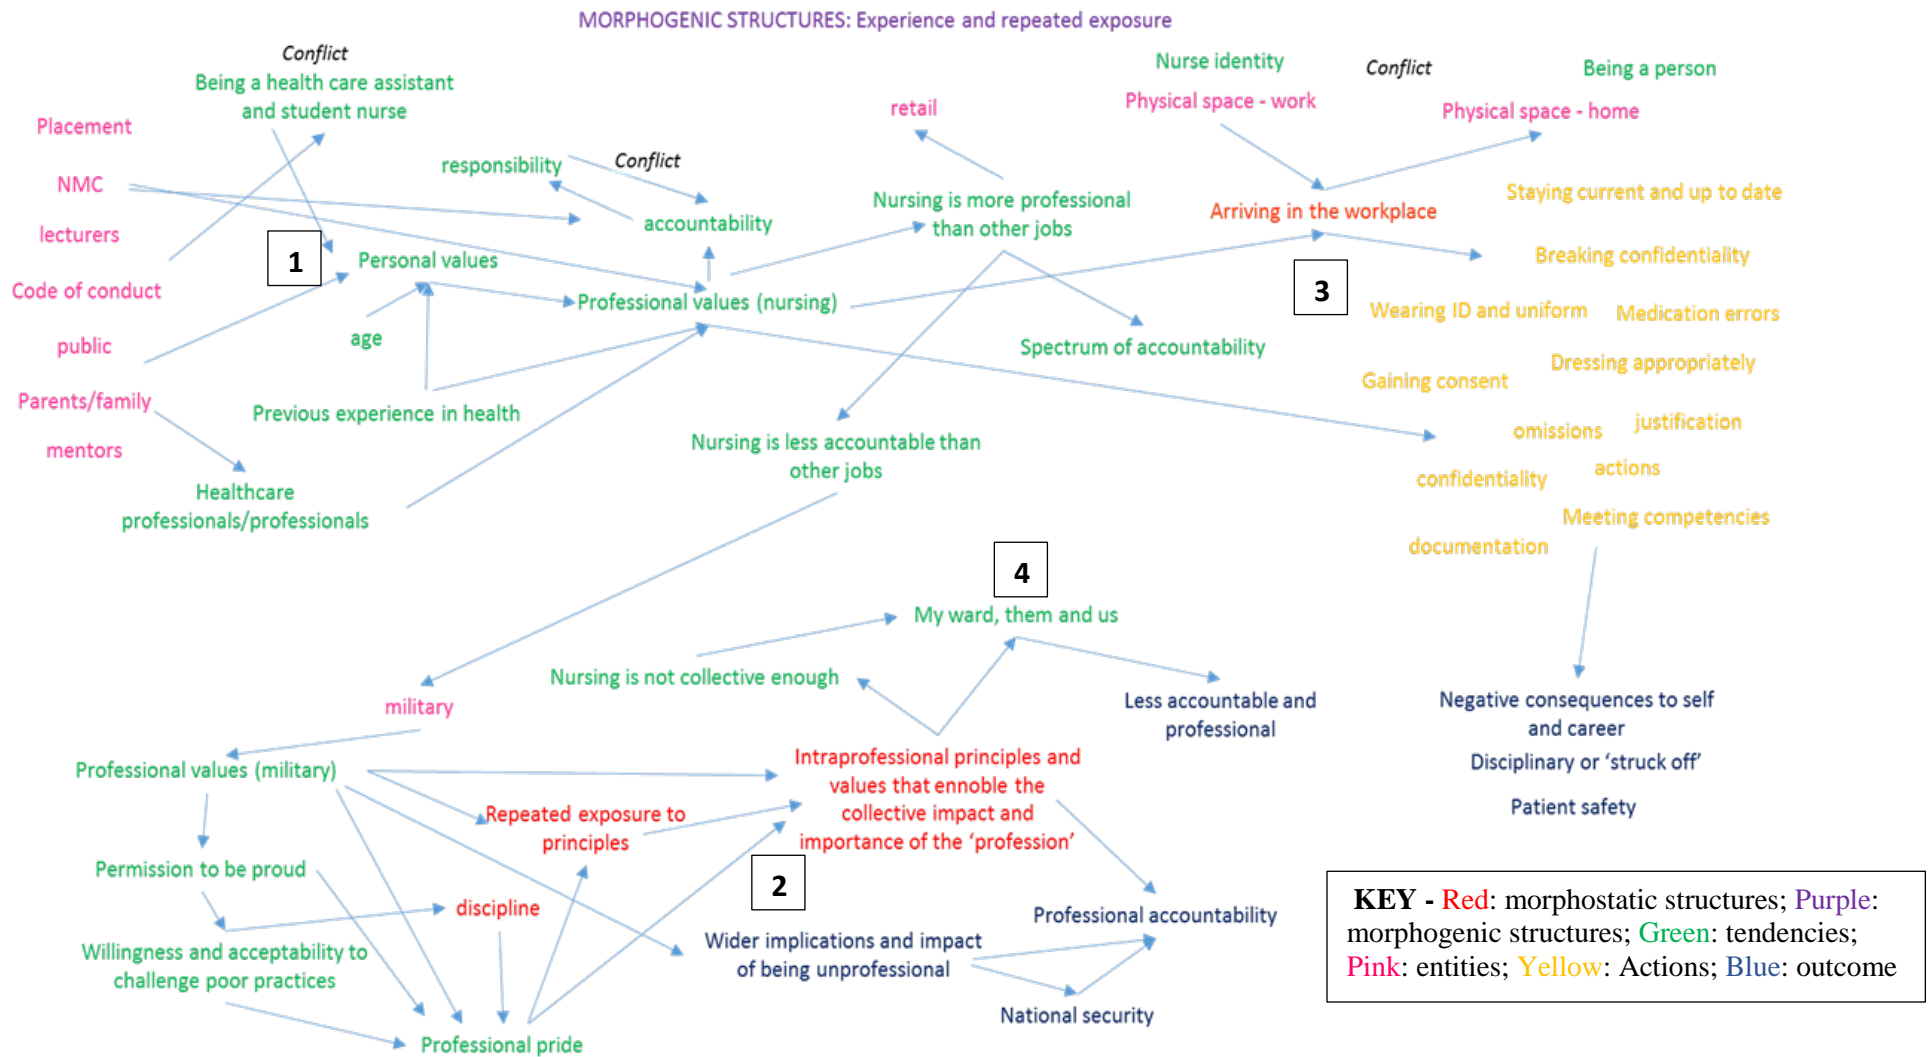 MORPHOGENIC STRUCTURES: Experience and repeated exposure
Conflict
Being a health care assistant
and student nurse
Placement
NMC
lecturers
Code of conduct
public
Parents/family
mentors
responsibility
Conflict
accountability
1
Personal values
age
Professional values (nursing)
Previous experience in health
Healthcare
professionals/professionals
retail
Nursing is more professional
than other jobs
Spectrum of accountability
Nursing is less accountable than
other jobs
Nurse identity
Conflict
Being a person
Physical space - work
Physical space - home
Arriving in the workplace
3
Staying current and up to date
Breaking confidentiality
Wearing ID and uniform
Medication errors
Dressing appropriately
Gaining consent
justification
omissions
actions
confidentiality
Meeting competencies
documentation
4
My ward, them and us
Nursing is not collective enough
Less accountable and
professional
Negative consequences to self
and career
Disciplinary or ‘struck off’
Patient safety
military
Professional values (military)
Intraprofessional principles and
values that ennoble the
collective impact and
importance of the ‘profession’
Repeated exposure to
principles
Permission to be proud
2
discipline
Professional accountability
Willingness and acceptability to
challenge poor practices
Wider implications and impact
of being unprofessional
National security
Professional pride
KEY - Red: morphostatic structures; Purple:
morphogenic structures; Green: tendencies;
Pink: entities; Yellow: Actions; Blue: outcome